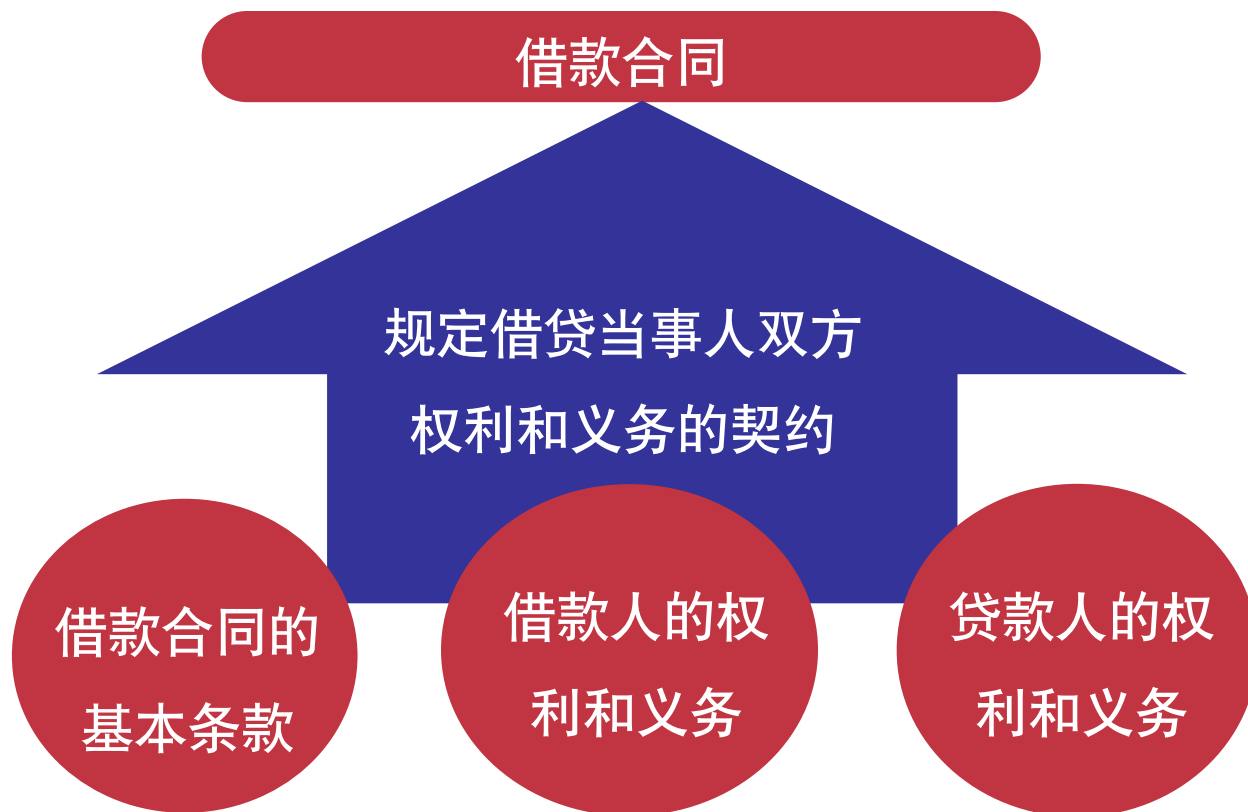 借款合同
规定借贷当事人双方
权利和义务的契约
借款合同的
基本条款
借款人的权
利和义务
贷款人的权
利和义务